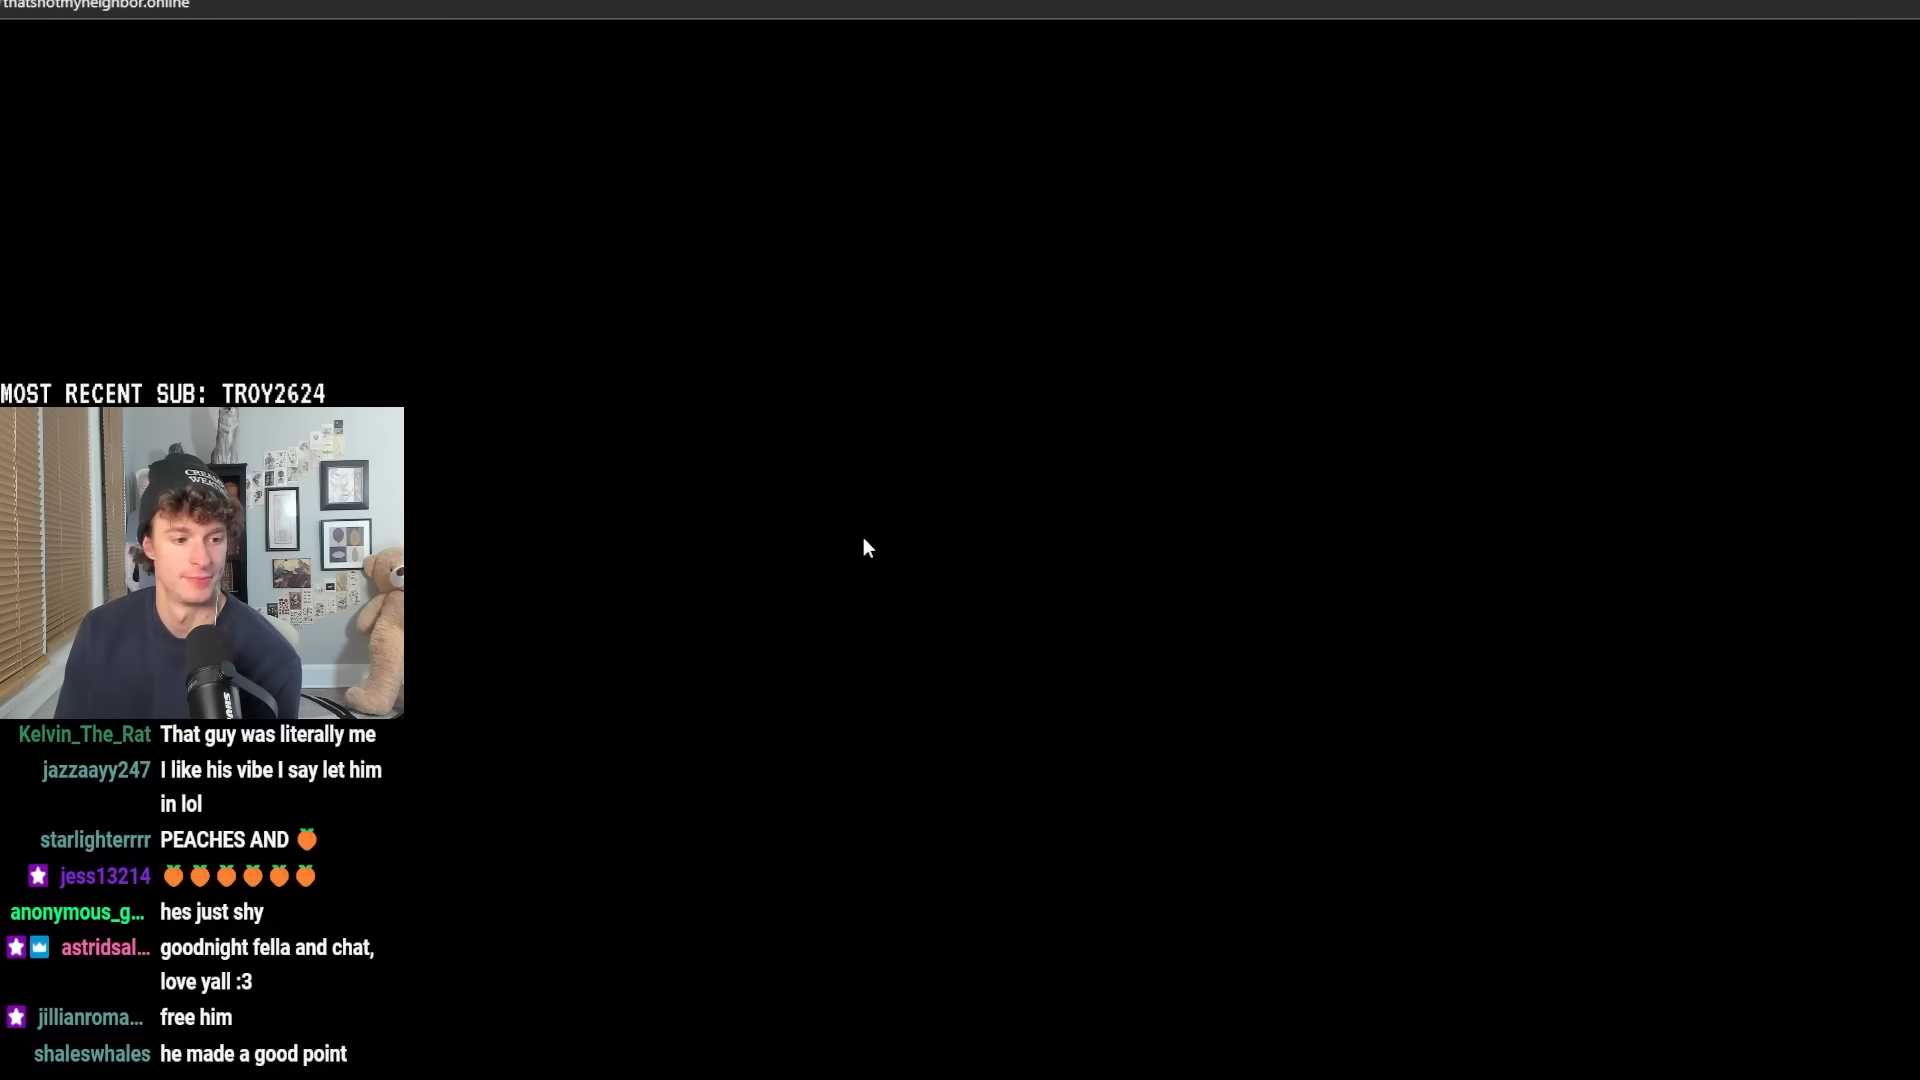 thatsnotmyneighbor.online
MOST RECENT SUB: TROY2624
Kelvin_The_Rat That guy was literally me
jazzaayy247 I like his vibe I say let him
in lol
starlighterrrr PEACHES AND 🍑
jess13214 🍑🍑🍑🍑🍑🍑
anonymous_g... hes just shy
astridsal... goodnight fella and chat,
love yall :3
jillianroma... free him
shaleswhales he made a good point